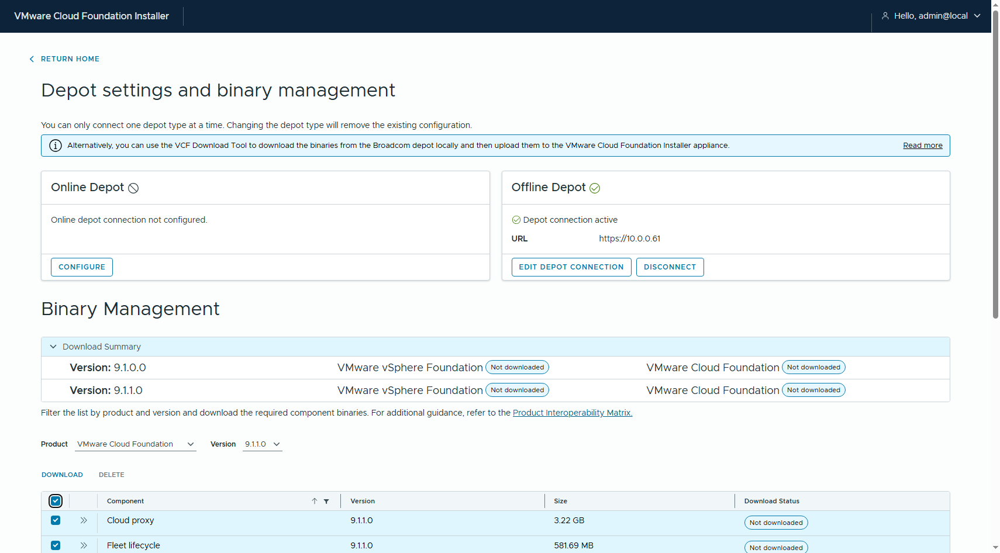 VMware Cloud Foundation Installer
Hello, admin@local
RETURN HOME
Depot settings and binary management
You can only connect one depot type at a time. Changing the depot type will remove the existing configuration.
Alternatively, you can use the VCF Download Tool to download the binaries from the Broadcom depot locally and then upload them to the VMware Cloud Foundation Installer appliance. Read more
Online Depot
Online depot connection not configured.
CONFIGURE
Offline Depot
Depot connection active
URL https://10.0.0.61
EDIT DEPOT CONNECTION DISCONNECT
Binary Management
Download Summary
Version: 9.1.0.0 VMware vSphere Foundation Not downloaded VMware Cloud Foundation Not downloaded
Version: 9.1.1.0 VMware vSphere Foundation Not downloaded VMware Cloud Foundation Not downloaded
Filter the list by product and version and download the required component binaries. For additional guidance, refer to the Product Interoperability Matrix.
Product VMware Cloud Foundation Version 9.1.1.0
DOWNLOAD DELETE
Component Version Size Download Status
Cloud proxy 9.1.1.0 3.22 GB Not downloaded
Fleet lifecycle 9.1.1.0 581.69 MB Not downloaded